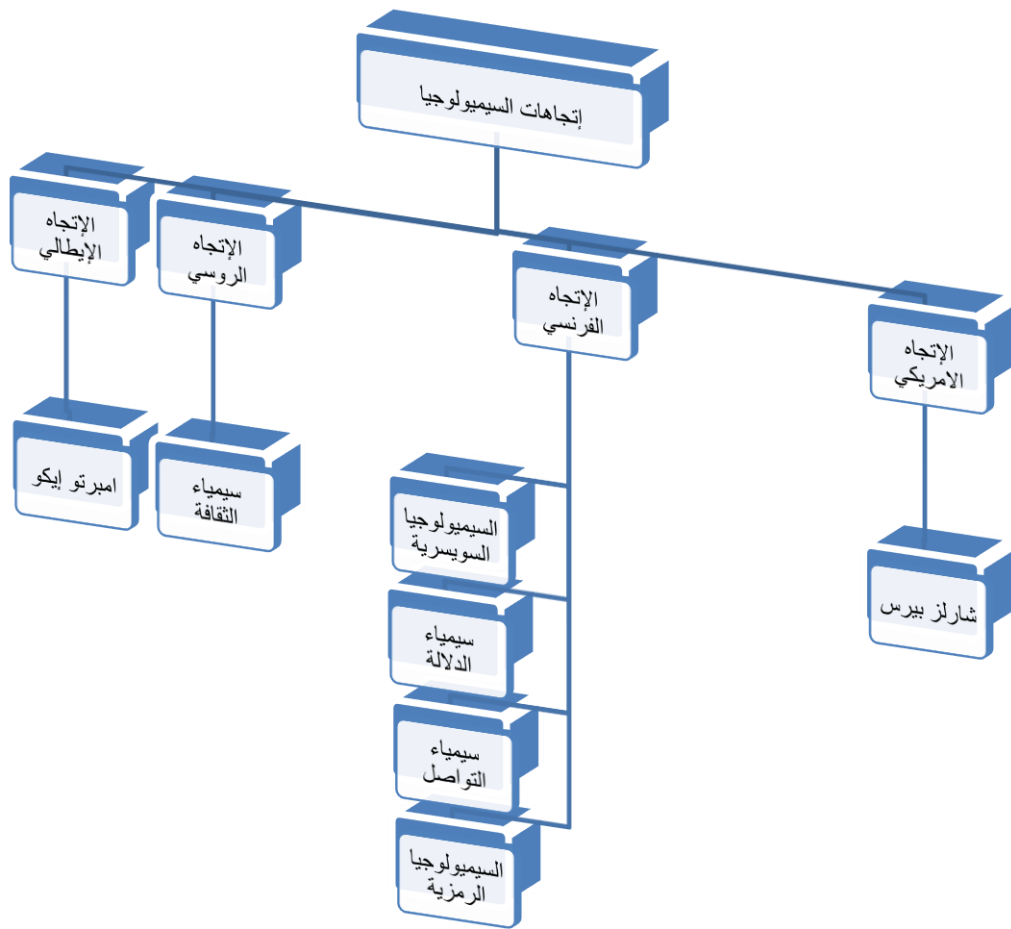 إتجاهات السيميولوجيا
الإتجاه
الامريكي
شارلز بيرس
الإتجاه
الفرنسي
السيميولوجيا
السويسرية
سيمياء
الدلالة
سيمياء
التواصل
السيميولوجيا
الرمزية
الإتجاه
الروسي
سيمياء
الثقافة
الإتجاه
الإيطالي
امبرتو إيكو